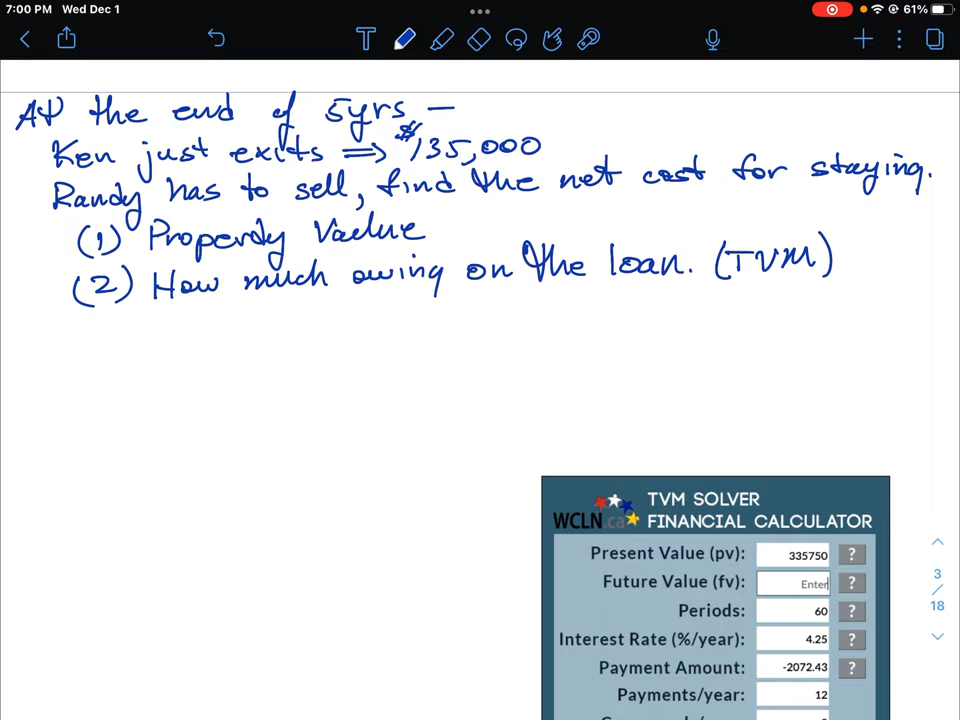 7:00 PM Wed Dec 1
61%
At the end of 5yrs —
Ken just exits ⇒ $135,000
Randy has to sell, find the net cost for staying.
(1) Property Value
(2) How much owing on the loan. (TVM)
TVM SOLVER
WCLN.ca FINANCIAL CALCULATOR
Present Value (pv): 335750 ?
Future Value (fv): Enter ?
Periods: 60 ?
Interest Rate (%/year): 4.25 ?
Payment Amount: -2072.43 ?
Payments/year: 12
3
/
18